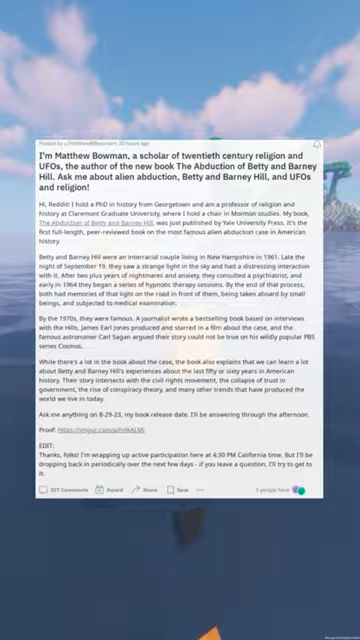 Posted by u/MatthewBBowman 20 hours ago
I'm Matthew Bowman, a scholar of twentieth century religion and
UFOs, the author of the new book The Abduction of Betty and Barney
Hill. Ask me about alien abduction, Betty and Barney Hill, and UFOs
and religion!
Hi, Reddit! I hold a PhD in history from Georgetown and am a professor of religion and
history at Claremont Graduate University, where I hold a chair in Mormon studies. My book,
The Abduction of Betty and Barney Hill, was just published by Yale University Press. It's the
first full-length, peer-reviewed book on the most famous alien abduction case in American
history.
Betty and Barney Hill were an interracial couple living in New Hampshire in 1961. Late the
night of September 19, they saw a strange light in the sky and had a distressing interaction
with it. After two plus years of nightmares and anxiety, they consulted a psychiatrist, and
early in 1964 they began a series of hypnotic therapy sessions. By the end of that process,
both had memories of that light on the road in front of them, being taken aboard by small
beings, and subjected to medical examination.
By the 1970s, they were famous. A journalist wrote a bestselling book based on interviews
with the Hills, James Earl Jones produced and starred in a film about the case, and the
famous astronomer Carl Sagan argued their story could not be true on his wildly popular PBS
series Cosmos.
While there's a lot in the book about the case, the book also explains that we can learn a lot
about Betty and Barney Hill's experiences about the last fifty or sixty years in American
history. Their story intersects with the civil rights movement, the collapse of trust in
government, the rise of conspiracy theory, and many other trends that have produced the
world we live in today.
Ask me anything on 8-29-23, my book release date. I'll be answering through the afternoon.
Proof:
EDIT:
Thanks, folks! I'm wrapping up active participation here at 4:30 PM California time. But I'll be
dropping back in periodically over the next few days - if you leave a question, I'll try to get to
it.
Comments Award Share Save
people here